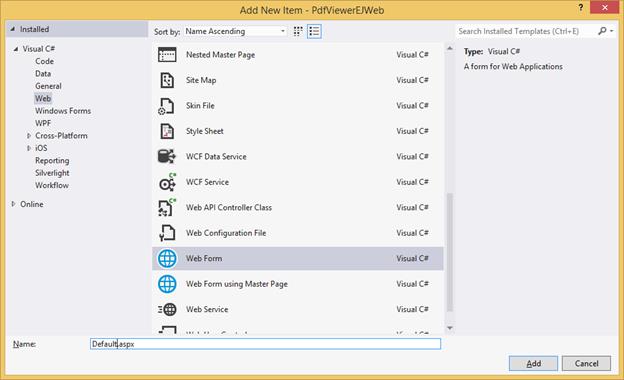 Add New Item - PdfViewerEJWeb
? x
Installed
Sort by: Name Ascending
Search Installed Templates (Ctrl+E)
Visual C#
Code
Data
General
Web
Windows Forms
WPF
Cross-Platform
iOS
Reporting
Silverlight
Workflow
Online
Nested Master Page Visual C#
Site Map Visual C#
Skin File Visual C#
Style Sheet Visual C#
WCF Data Service Visual C#
WCF Service Visual C#
Web API Controller Class Visual C#
Web Configuration File Visual C#
Web Form Visual C#
Web Form using Master Page Visual C#
Web Service Visual C#
Type: Visual C#
A form for Web Applications
Name: Default.aspx
Add Cancel